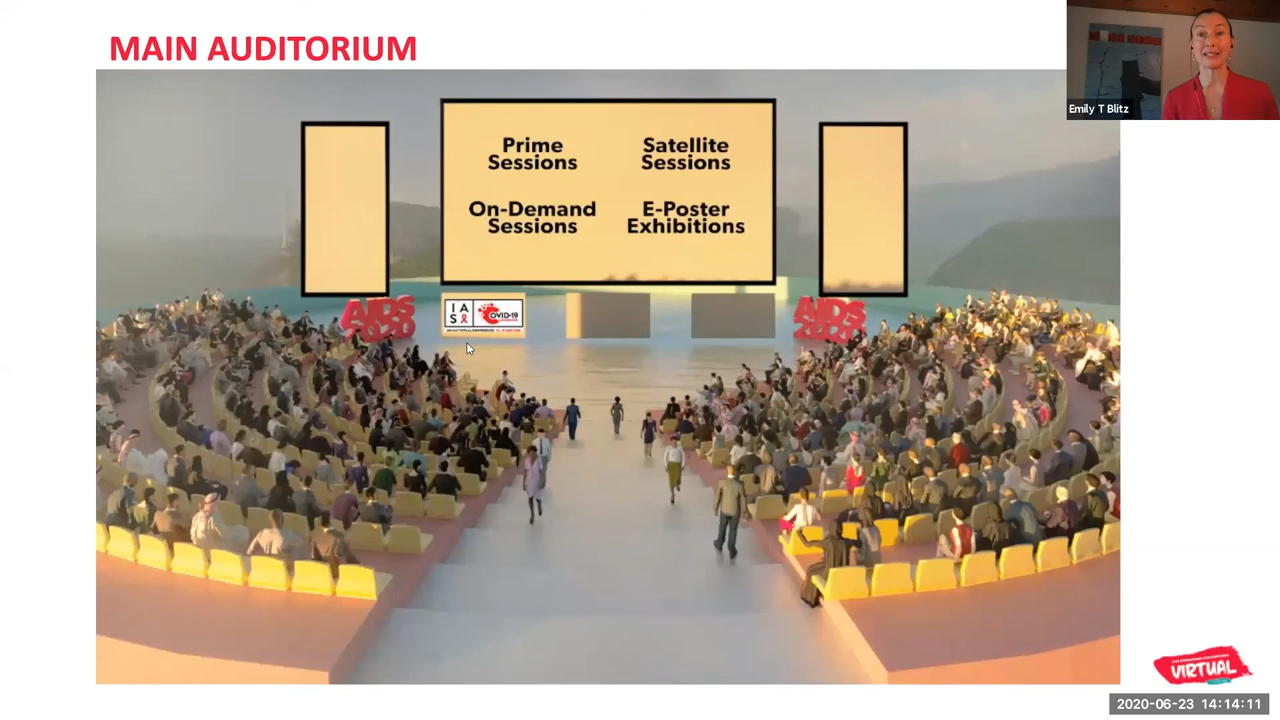 MAIN AUDITORIUM
Emily T Blitz
Prime
Sessions
Satellite
Sessions
On-Demand
Sessions
E-Poster
Exhibitions
AIDS
2020
I A
S
COVID-19
AIDS
2020
VIRTUAL
2020-06-23 14:14:11